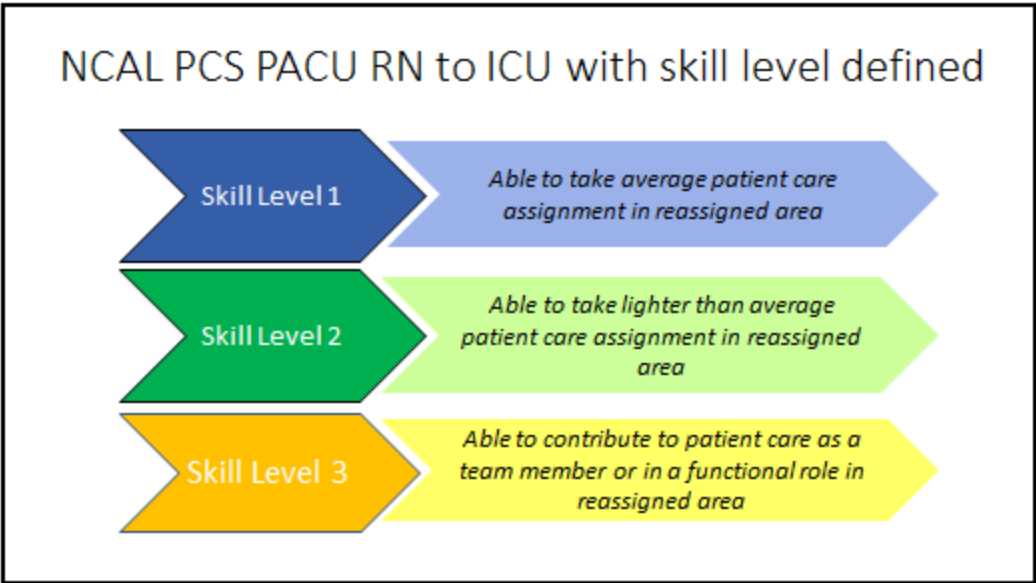 NCAL PCS PACU RN to ICU with skill level defined
Skill Level 1
Able to take average patient care
assignment in reassigned area
Skill Level 2
Able to take lighter than average
patient care assignment in reassigned
area
Skill Level 3
Able to contribute to patient care as a
team member or in a functional role in
reassigned area